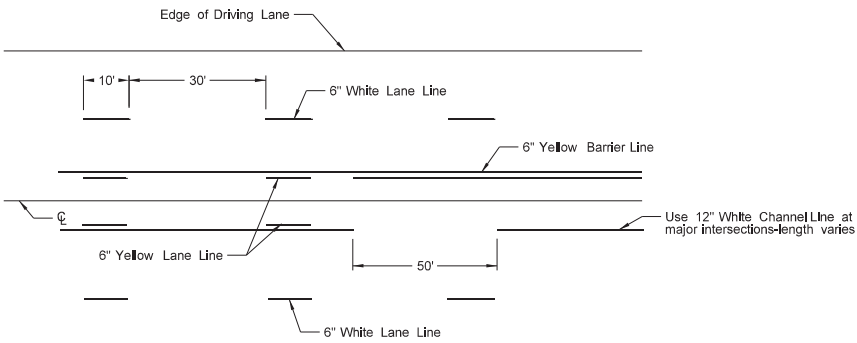 Edge of Driving Lane
10'
30'
6" White Lane Line
6" Yellow Barrier Line
℄
Use 12" White Channel Line at
major intersections-length varies
6" Yellow Lane Line
50'
6" White Lane Line